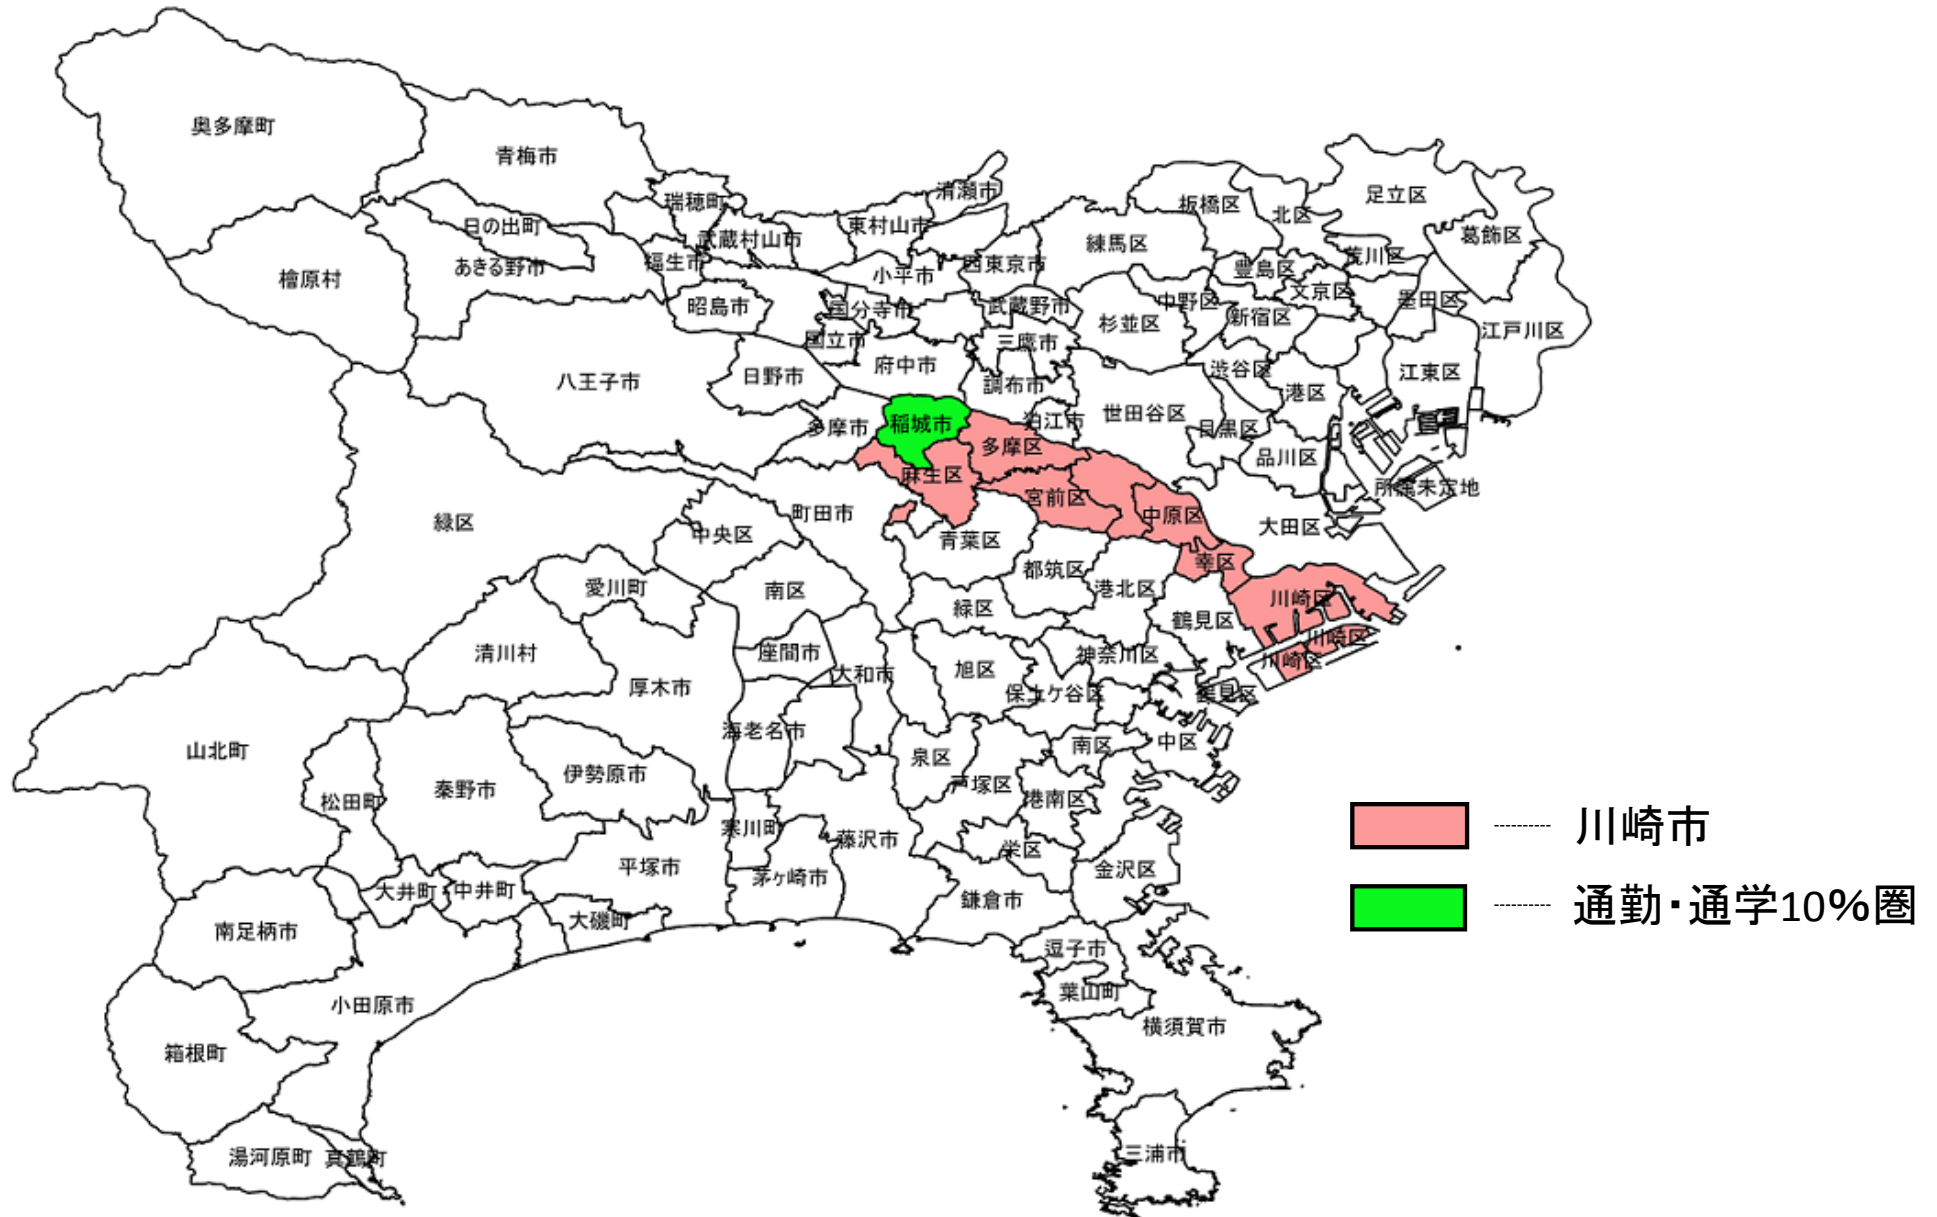 奥多摩町
青梅市
瑞穂町
清瀬市
足立区
板橋区
北区
日の出町
武蔵村山市
東村山市
練馬区
葛飾区
荒川区
檜原村
あきる野市
福生市
小平市
西東京市
豊島区
文京区
墨田区
昭島市
国分寺市
武蔵野市
中野区
新宿区
杉並区
江戸川区
国立市
三鷹市
八王子市
日野市
府中市
調布市
渋谷区
港区
江東区
多摩市
稲城市
狛江市
世田谷区
目黒区
多摩区
品川区
麻生区
宮前区
所属未定地
緑区
中央区
町田市
青葉区
中原区
大田区
都筑区
幸区
愛川町
南区
緑区
港北区
鶴見区
川崎区
川崎区
川崎区
清川村
座間市
大和市
旭区
神奈川区
厚木市
保土ケ谷区
鶴見区
山北町
海老名市
泉区
南区
中区
松田町
秦野市
伊勢原市
戸塚区
港南区
寒川町
藤沢市
栄区
金沢区
大井町
中井町
平塚市
茅ヶ崎市
鎌倉市
南足柄市
大磯町
逗子市
小田原市
葉山町
横須賀市
箱根町
湯河原町
真鶴町
三浦市
川崎市
通勤・通学10%圏